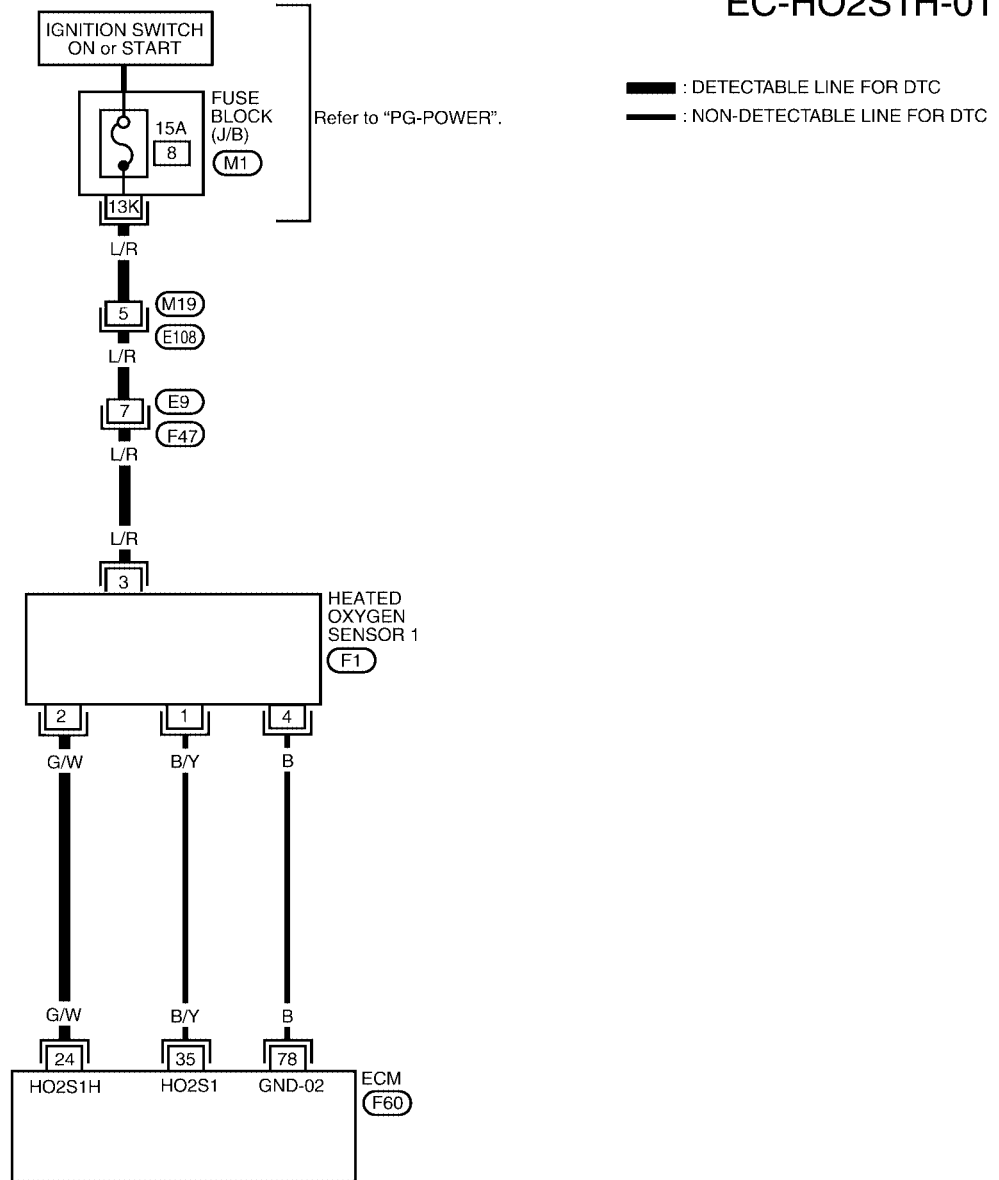 EC-HO2S1H-01
IGNITION SWITCH
ON or START
FUSE
BLOCK
(J/B)
15A
8
M1
Refer to “PG-POWER”.
: DETECTABLE LINE FOR DTC
: NON-DETECTABLE LINE FOR DTC
13K
L/R
5
M19
E108
L/R
7
E9
F47
L/R
L/R
3
HEATED
OXYGEN
SENSOR 1
F1
2 1 4
G/W B/Y B
G/W B/Y B
24 35 78
HO2S1H HO2S1 GND-02
ECM
F60